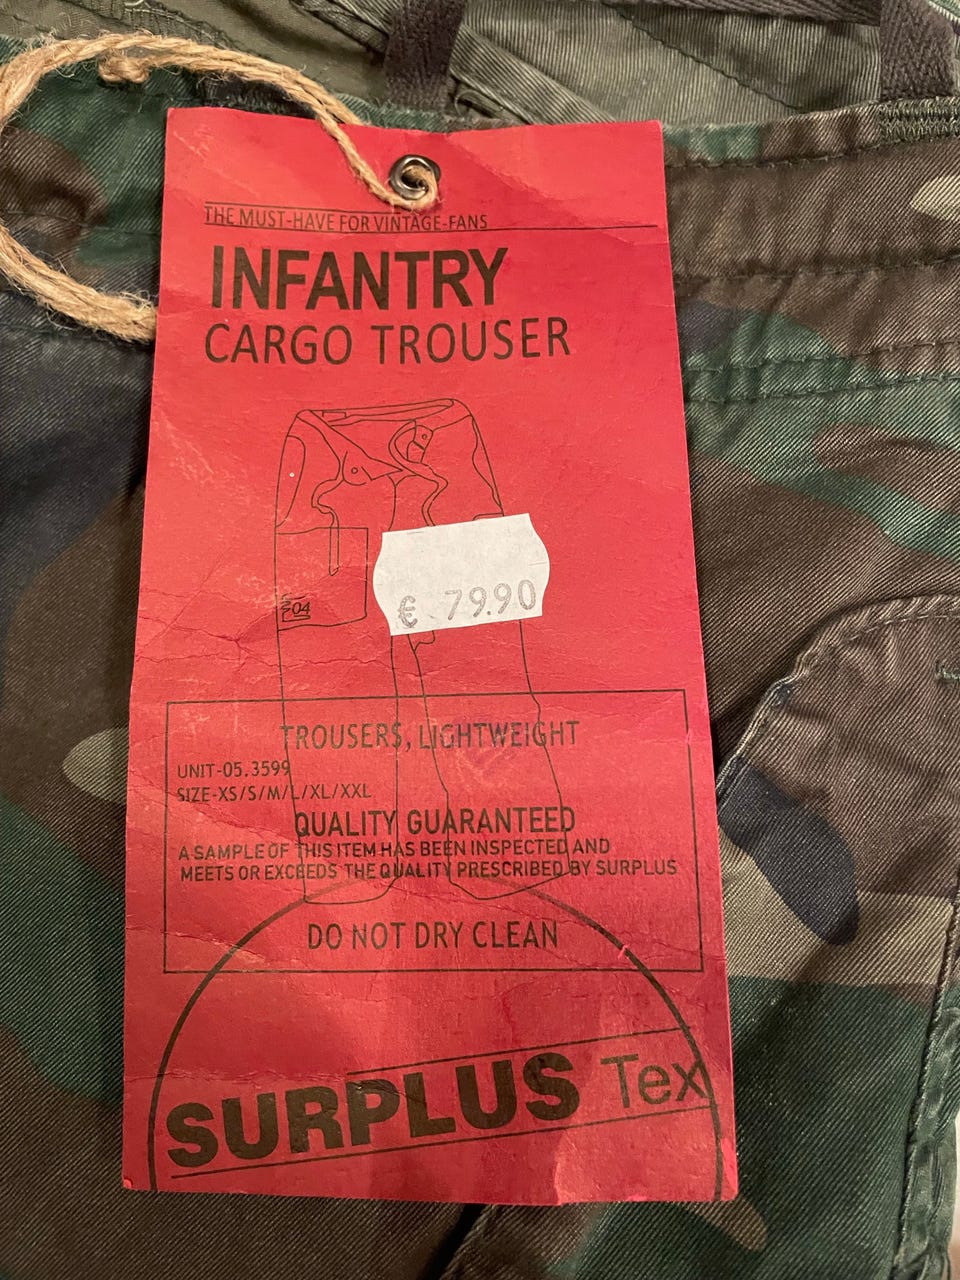 THE MUST-HAVE FOR VINTAGE-FANS
INFANTRY
CARGO TROUSER
€ 79.90
04
TROUSERS, LIGHTWEIGHT
UNIT-05.3599
SIZE-XS/S/M/L/XL/XXL
QUALITY GUARANTEED
A SAMPLE OF THIS ITEM HAS BEEN INSPECTED AND
MEETS OR EXCEEDS THE QUALITY PRESCRIBED BY SURPLUS
DO NOT DRY CLEAN
SURPLUS Tex